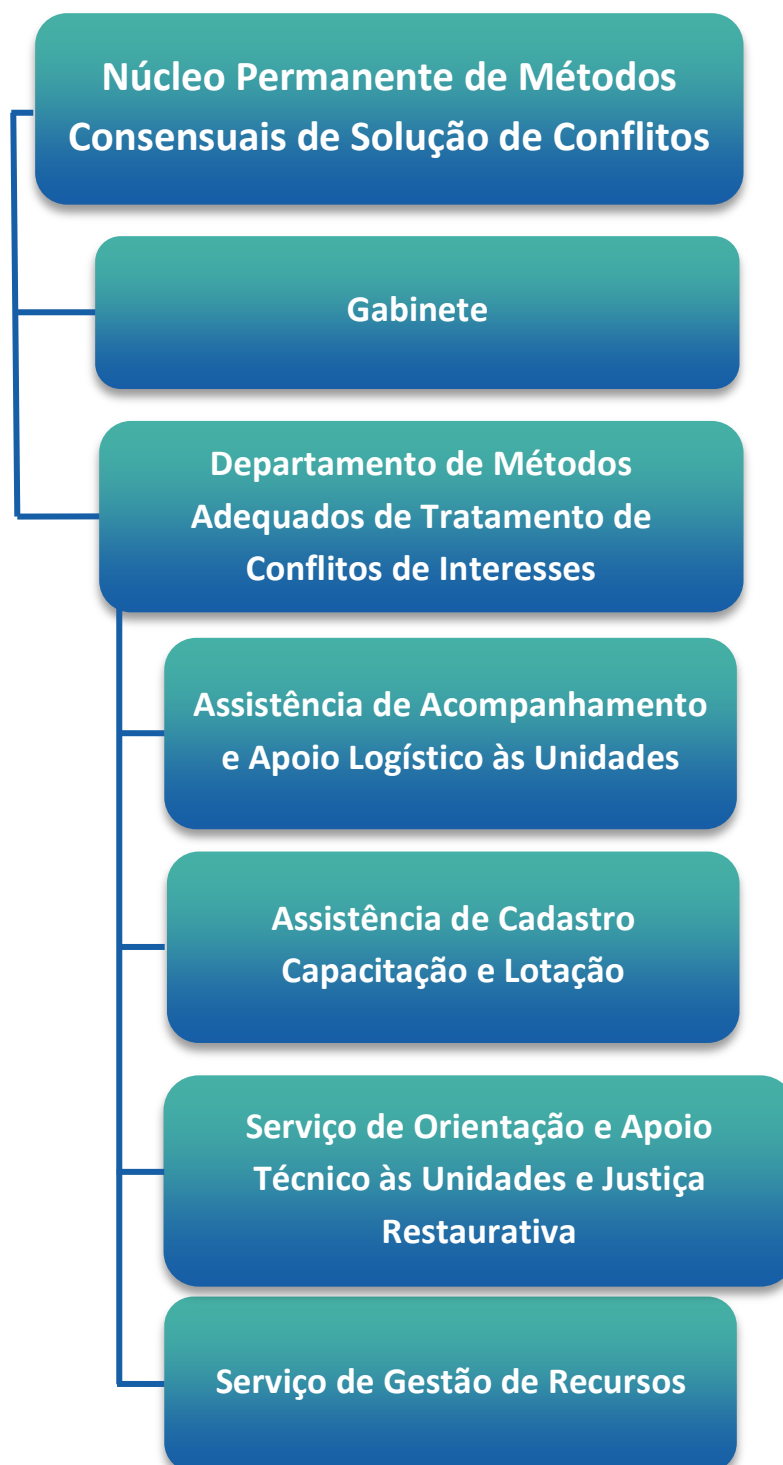 Núcleo Permanente de Métodos
Consensuais de Solução de Conflitos
Gabinete
Departamento de Métodos
Adequados de Tratamento de
Conflitos de Interesses
Assistência de Acompanhamento
e Apoio Logístico às Unidades
Assistência de Cadastro
Capacitação e Lotação
Serviço de Orientação e Apoio
Técnico às Unidades e Justiça
Restaurativa
Serviço de Gestão de Recursos